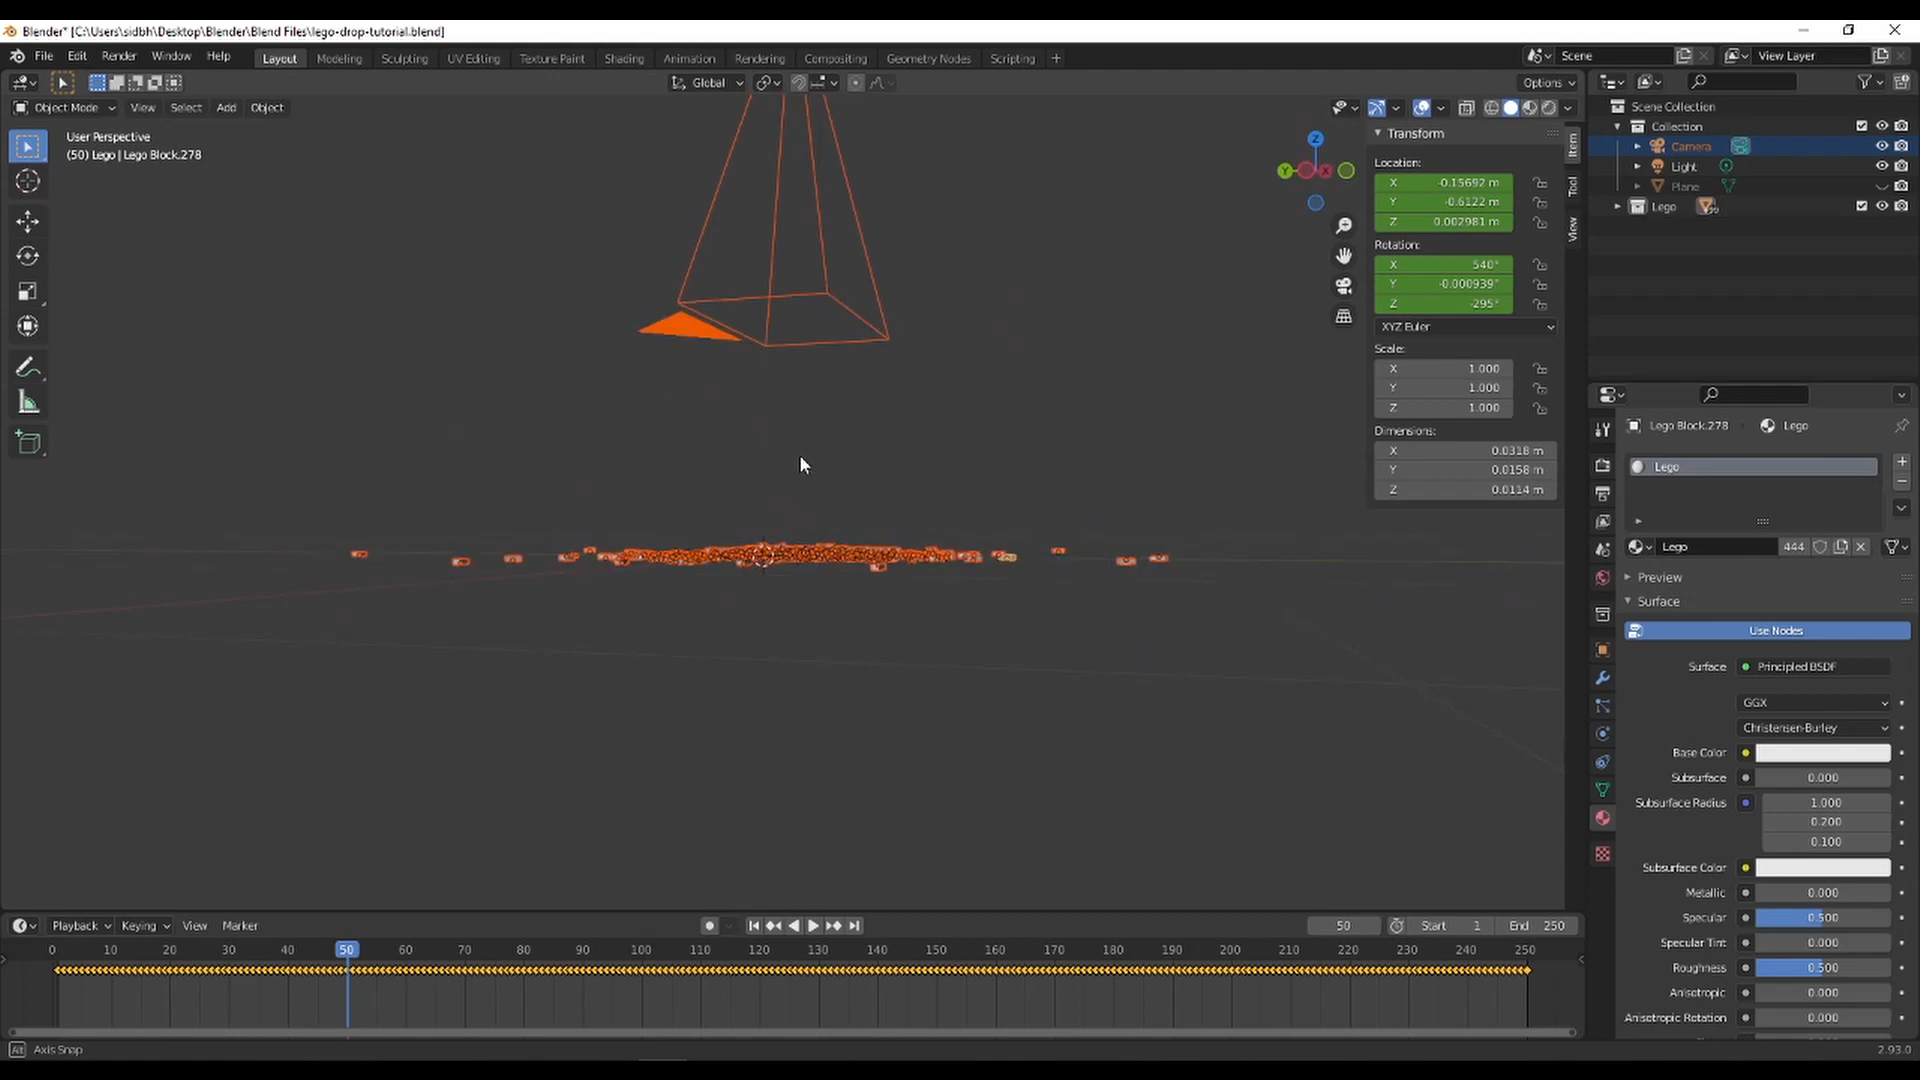 Blender* [C:\Users\sidbh\Desktop\Blender\Blend Files\lego-drop-tutorial.blend]
File Edit Render Window Help Layout Modeling Sculpting UV Editing Texture Paint Shading Animation Rendering Compositing Geometry Nodes Scripting + Scene View Layer
Global Options
Object Mode View Select Add Object
User Perspective
(50) Lego | Lego Block.278
Z
Y
X
Transform
Location:
X -0.15692 m
Y -0.6122 m
Z 0.002981 m
Rotation:
X 540°
Y -0.000939°
Z -295°
XYZ Euler
Scale:
X 1.000
Y 1.000
Z 1.000
Dimensions:
X 0.0318 m
Y 0.0158 m
Z 0.0114 m
Item
Tool
View
Scene Collection
Collection
Camera
Light
Plane
Lego
Lego Block.278 Lego
Lego
Lego 444
Preview
Surface
Use Nodes
Surface Principled BSDF
GGX
Christensen-Burley
Base Color
Subsurface 0.000
Subsurface Radius 1.000
0.200
0.100
Subsurface Color
Metallic 0.000
Specular 0.500
Specular Tint 0.000
Roughness 0.500
Anisotropic 0.000
Anisotropic Rotation 0.000
Playback Keying View Marker 50 Start 1 End 250
0 10 20 30 40 50 60 70 80 90 100 110 120 130 140 150 160 170 180 190 200 210 220 230 240 250
Alt Axis Snap 2.93.0